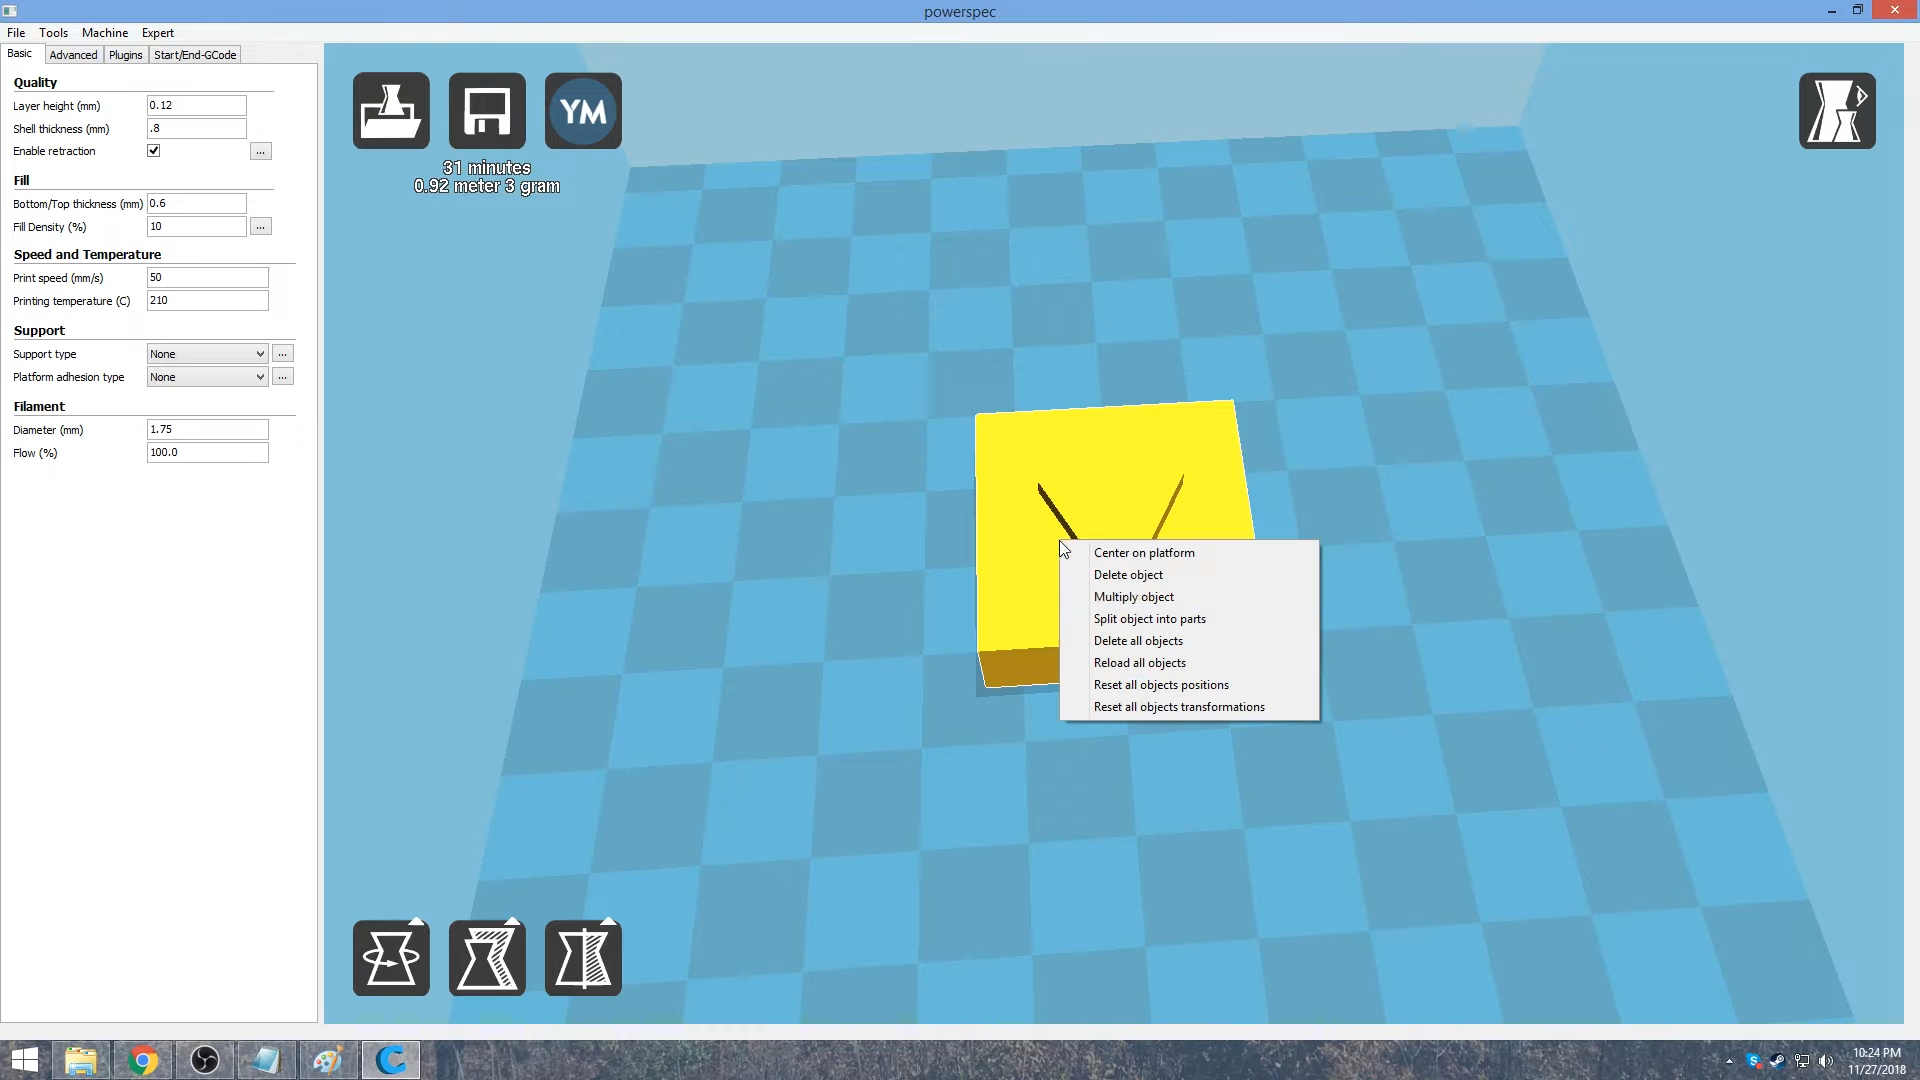 powerspec
File Tools Machine Expert
Basic Advanced Plugins Start/End-GCode
Quality
Layer height (mm) 0.12
Shell thickness (mm) .8
Enable retraction ...
Fill
Bottom/Top thickness (mm) 0.6
Fill Density (%) 10 ...
Speed and Temperature
Print speed (mm/s) 50
Printing temperature (C) 210
Support
Support type None ...
Platform adhesion type None ...
Filament
Diameter (mm) 1.75
Flow (%) 100.0
YM
31 minutes
0.92 meter 3 gram
Center on platform
Delete object
Multiply object
Split object into parts
Delete all objects
Reload all objects
Reset all objects positions
Reset all objects transformations
10:24 PM
11/27/2018